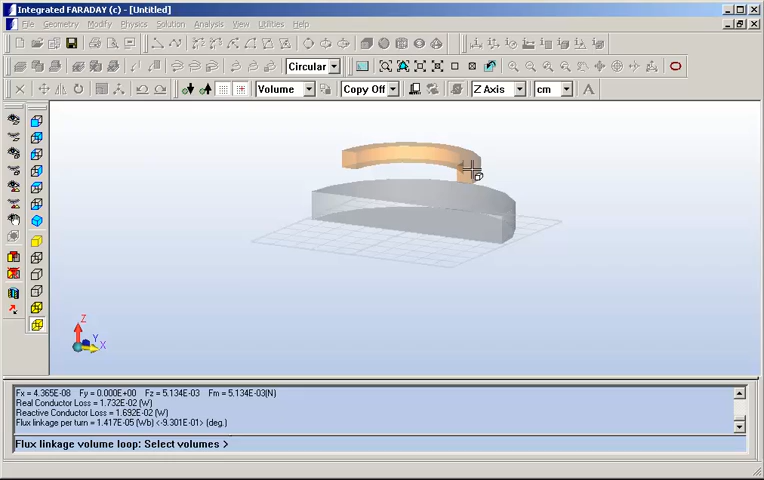 Integrated FARADAY (c) - [Untitled]
File Geometry Modify Physics Solution Analysis View Utilities Help
Circular
Volume Copy Off Z Axis cm A
Z
Y
X
Fx = 4.365E-08 Fy = 0.000E+00 Fz = 5.134E-03 Fm = 5.134E-03(N)
Real Conductor Loss = 1.732E-02 (W)
Reactive Conductor Loss = 1.692E-02 (W)
Flux linkage per turn = 1.417E-05 (Wb) <-9.301E-01> (deg.)
Flux linkage volume loop: Select volumes >